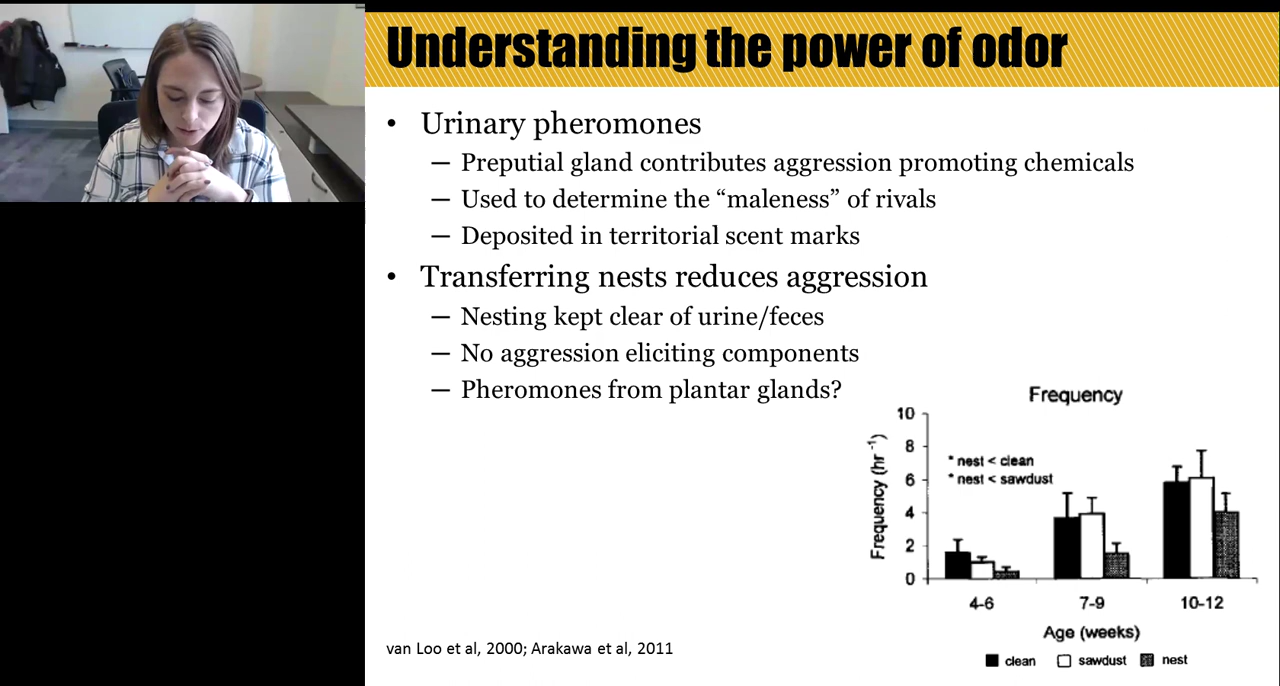 Understanding the power of odor
• Urinary pheromones
— Preputial gland contributes aggression promoting chemicals
— Used to determine the “maleness” of rivals
— Deposited in territorial scent marks
• Transferring nests reduces aggression
— Nesting kept clear of urine/feces
— No aggression eliciting components
— Pheromones from plantar glands?
Frequency
Frequency (hr⁻¹)
10
8
6
4
2
0
* nest < clean
* nest < sawdust
4-6 7-9 10-12
Age (weeks)
clean sawdust nest
van Loo et al, 2000; Arakawa et al, 2011